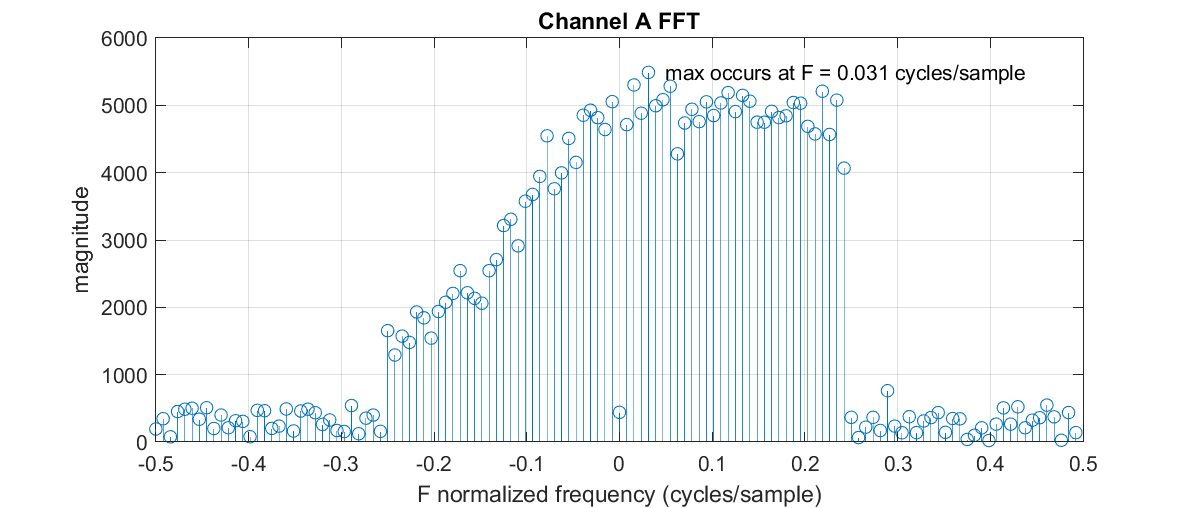 Channel A FFT
6000
5000
4000
3000
2000
1000
0
magnitude
max occurs at F = 0.031 cycles/sample
-0.5 -0.4 -0.3 -0.2 -0.1 0 0.1 0.2 0.3 0.4 0.5
F normalized frequency (cycles/sample)